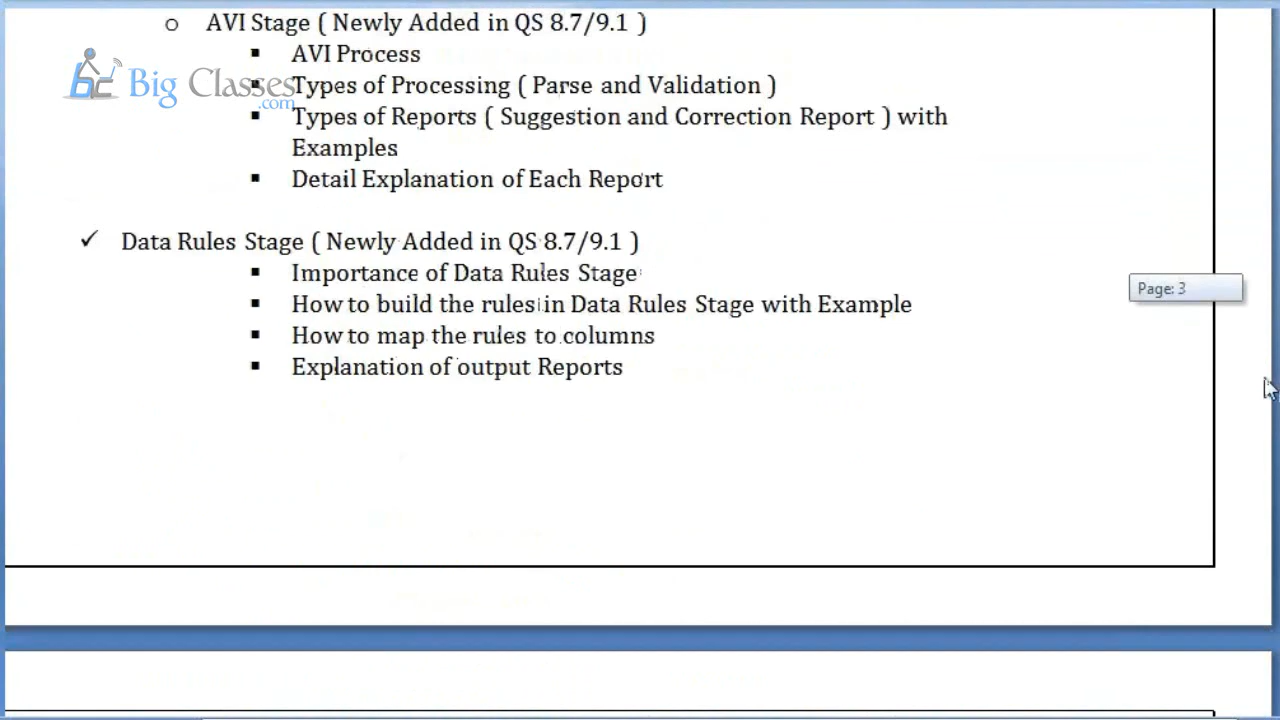 o AVI Stage ( Newly Added in QS 8.7/9.1 )
▪ AVI Process
Big Classes
.com
▪ Types of Processing ( Parse and Validation )
▪ Types of Reports ( Suggestion and Correction Report ) with
Examples
▪ Detail Explanation of Each Report
✓ Data Rules Stage ( Newly Added in QS 8.7/9.1 )
▪ Importance of Data Rules Stage
Page: 3
▪ How to build the rules in Data Rules Stage with Example
▪ How to map the rules to columns
▪ Explanation of output Reports